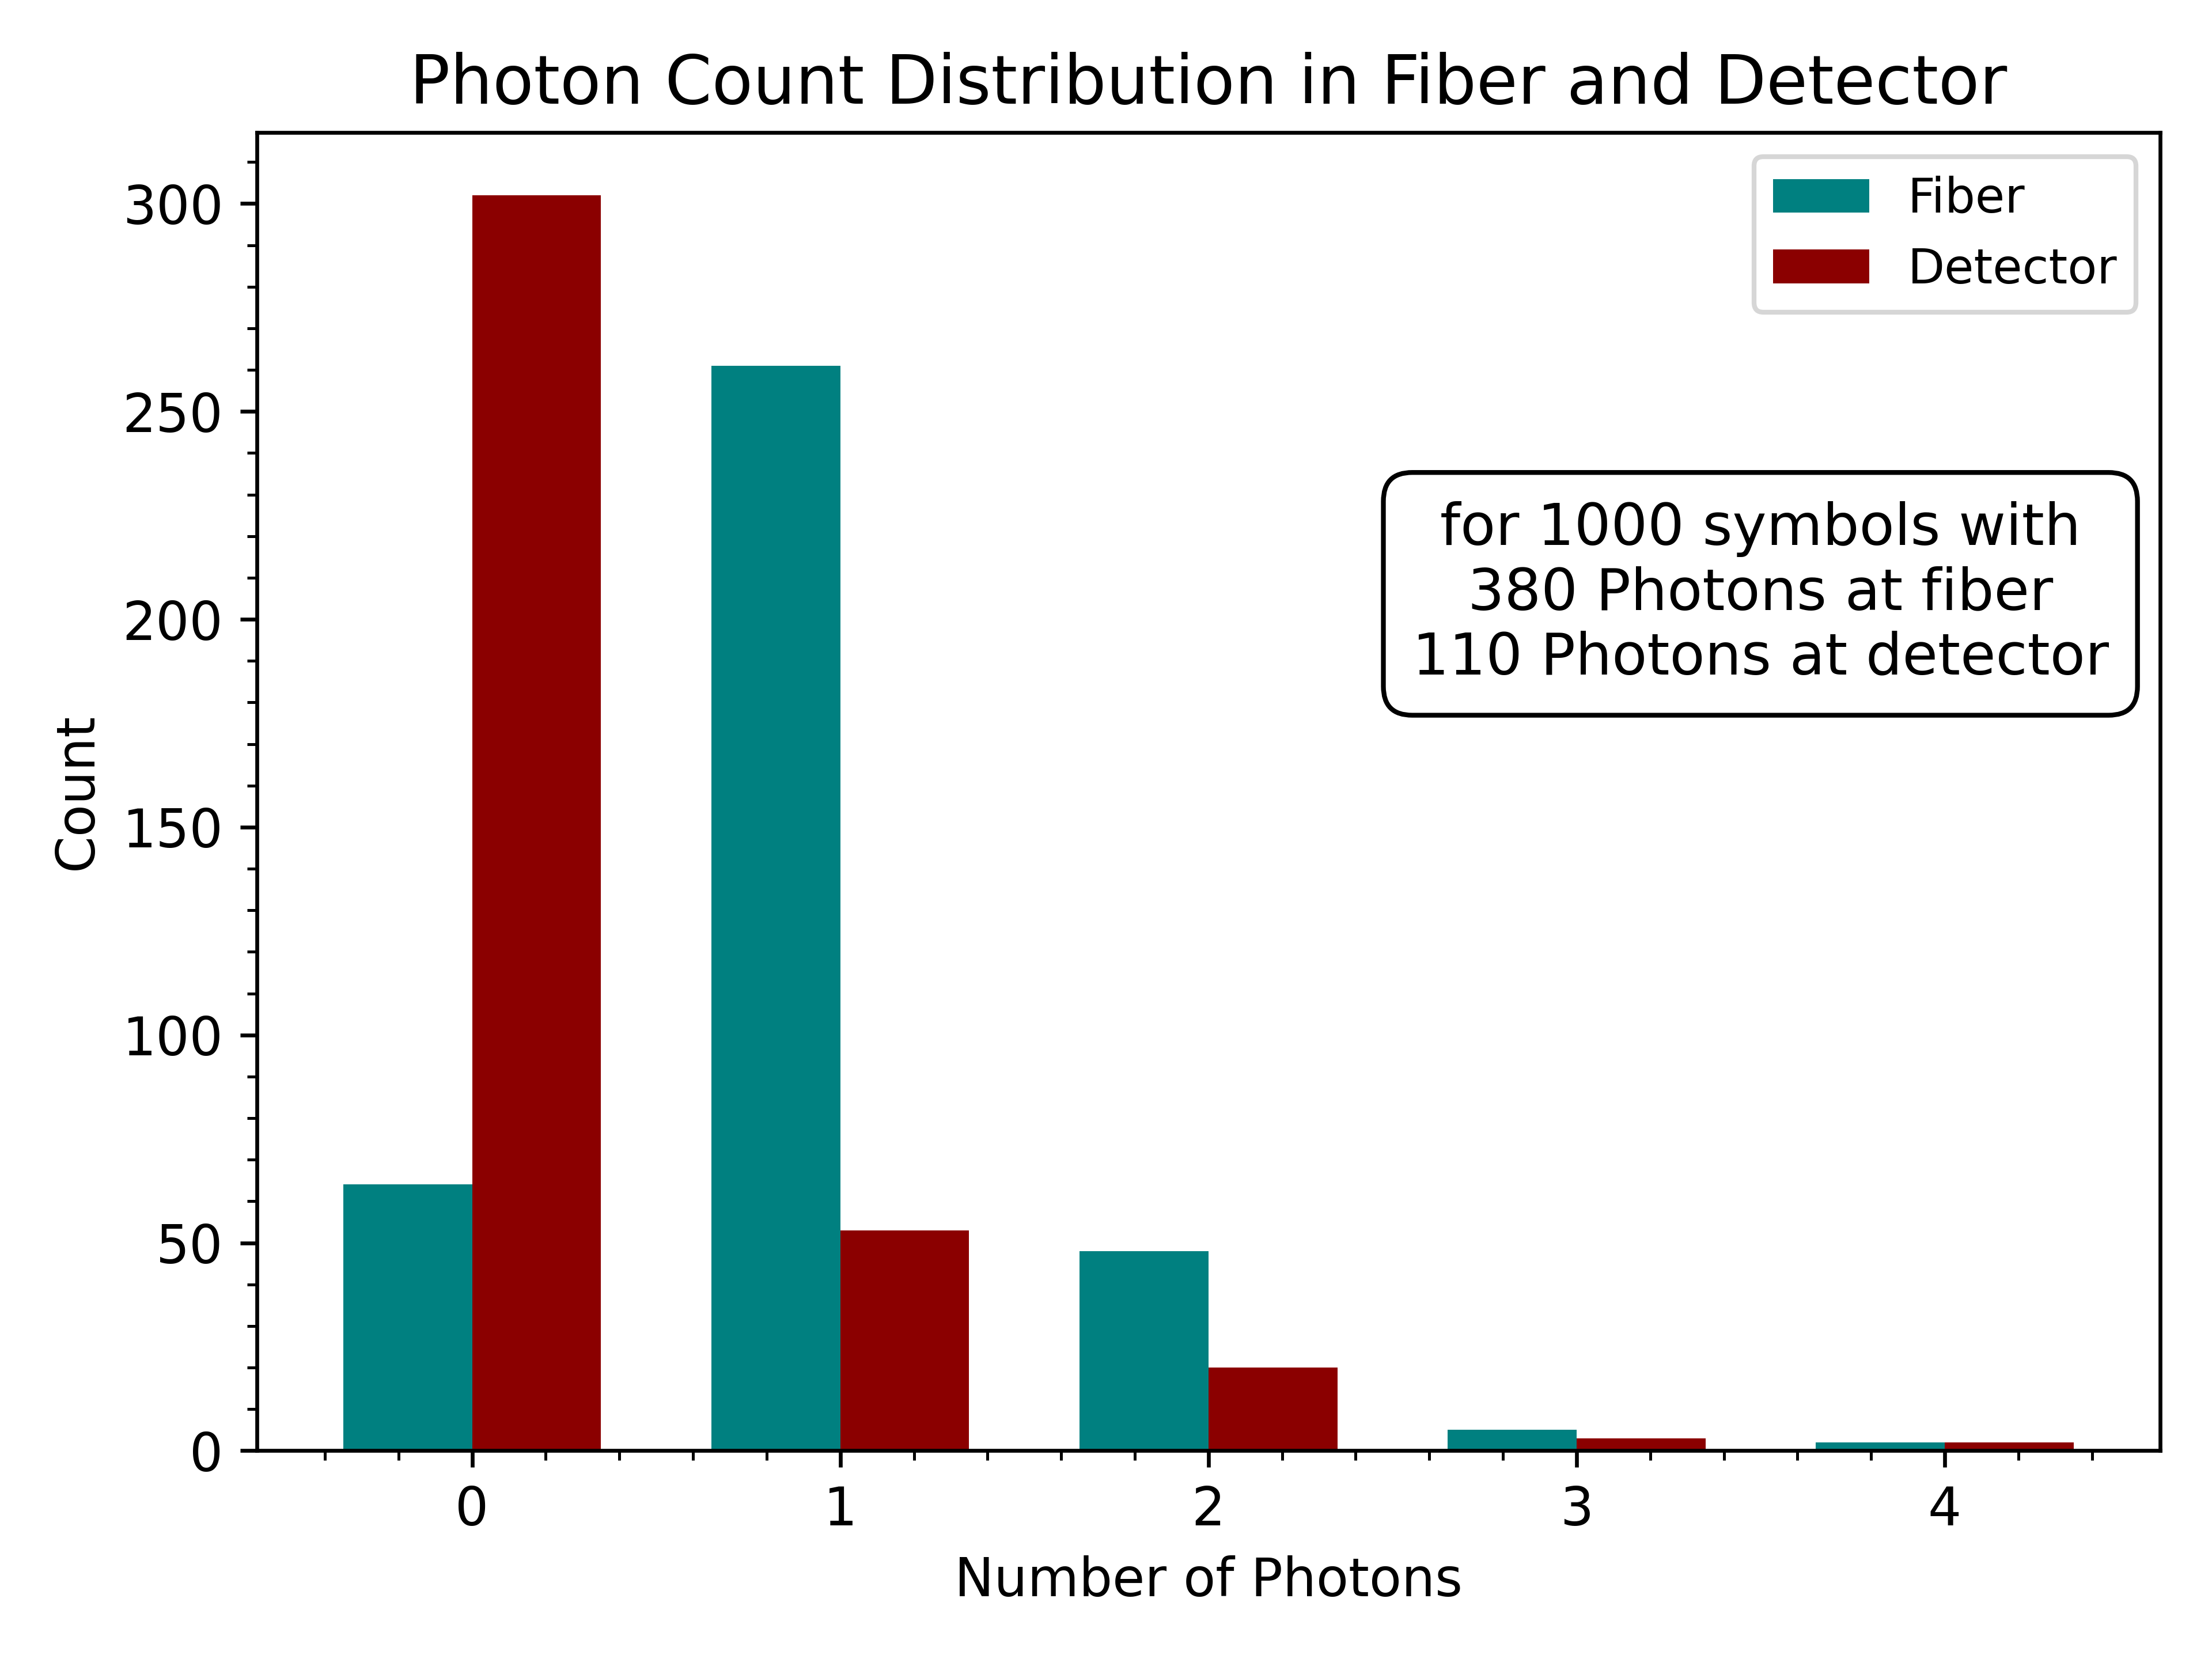 Photon Count Distribution in Fiber and Detector
Fiber
Detector
for 1000 symbols with
380 Photons at fiber
110 Photons at detector
Count
300
250
200
150
100
50
0
0 1 2 3 4
Number of Photons